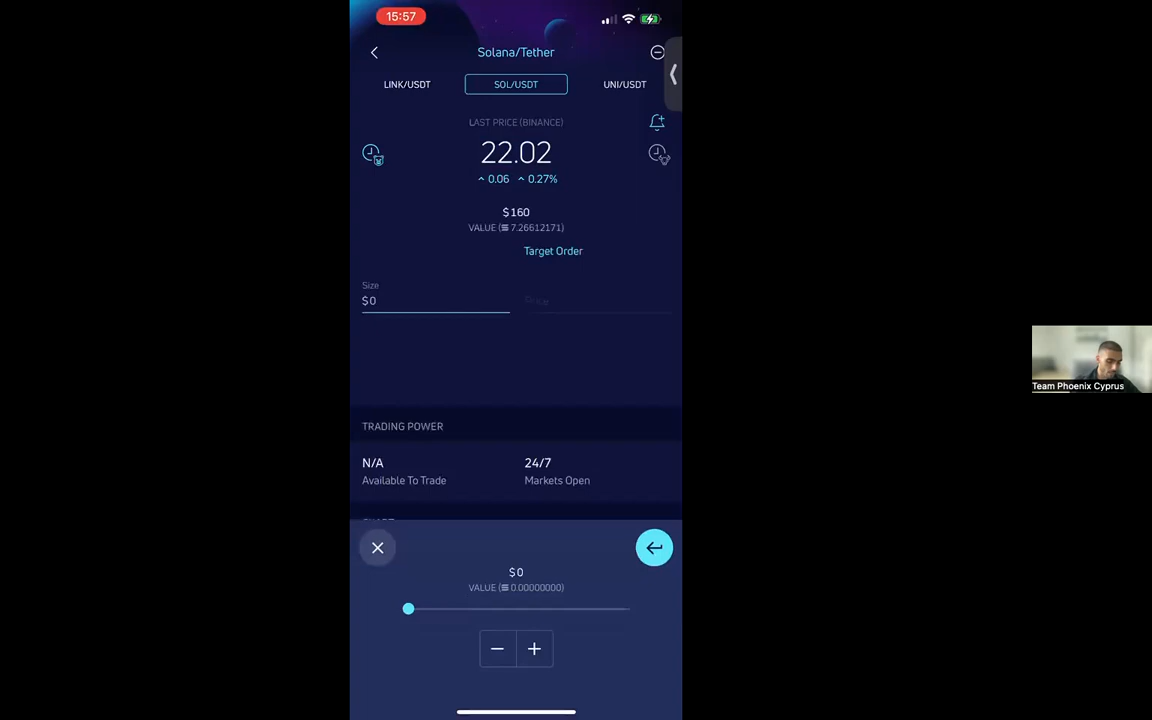 15:57
Solana/Tether
LINK/USDT
SOL/USDT
UNI/USDT
LAST PRICE (BINANCE)
22.02
0.06 0.27%
$160
VALUE (7.26612171)
Target Order
Size
$0
Price
TRADING POWER
N/A
24/7
Available To Trade
Markets Open
$0
VALUE (0.00000000)
Team Phoenix Cyprus